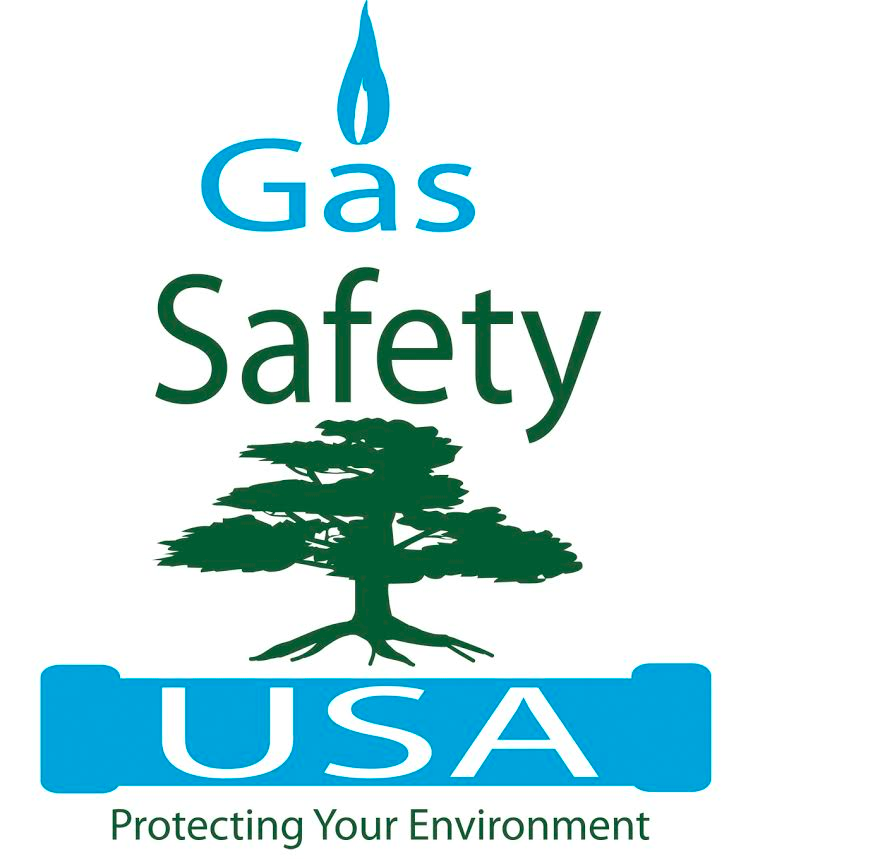 Gas
Safety
USA
Protecting Your Environment